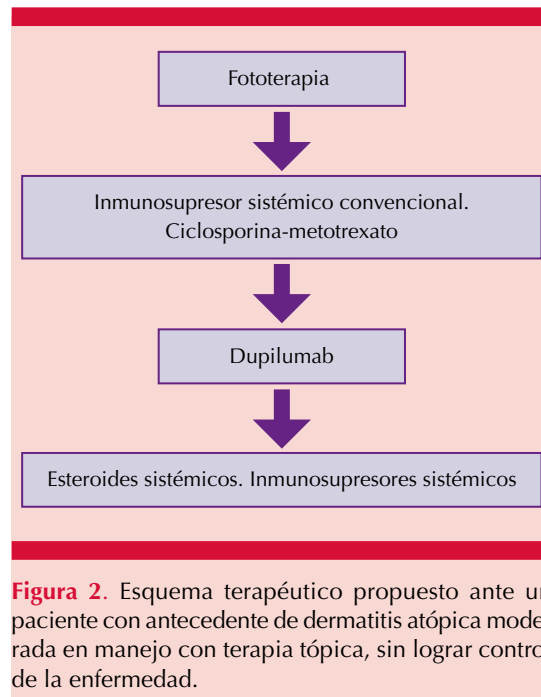 Fototerapia
Inmunosupresor sistémico convencional.
Ciclosporina-metotrexato
Dupilumab
Esteroides sistémicos. Inmunosupresores sistémicos
Figura 2. Esquema terapéutico propuesto ante un
paciente con antecedente de dermatitis atópica mode-
rada en manejo con terapia tópica, sin lograr contro
de la enfermedad.